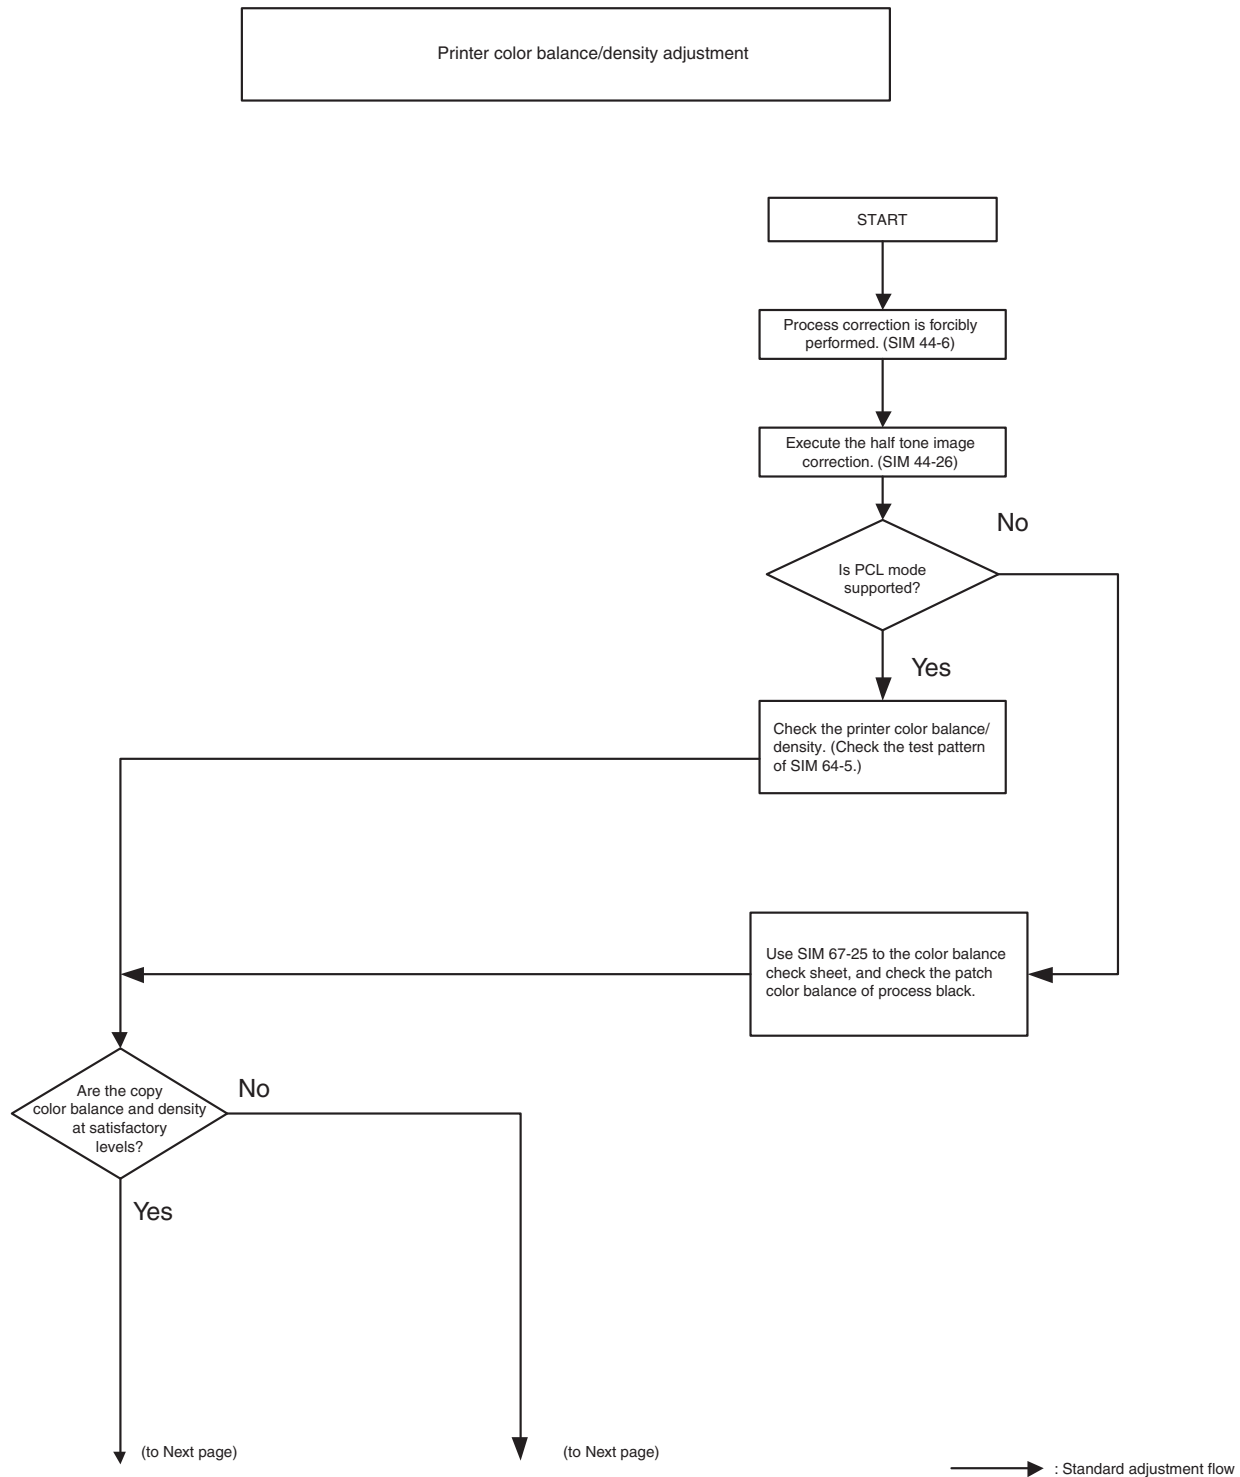 Printer color balance/density adjustment
START
Process correction is forcibly
performed. (SIM 44-6)
Execute the half tone image
correction. (SIM 44-26)
No
Is PCL mode
supported?
Yes
Check the printer color balance/
density. (Check the test pattern
of SIM 64-5.)
Use SIM 67-25 to the color balance
check sheet, and check the patch
color balance of process black.
Are the copy
color balance and density
at satisfactory
levels?
No
Yes
(to Next page)
(to Next page)
: Standard adjustment flow